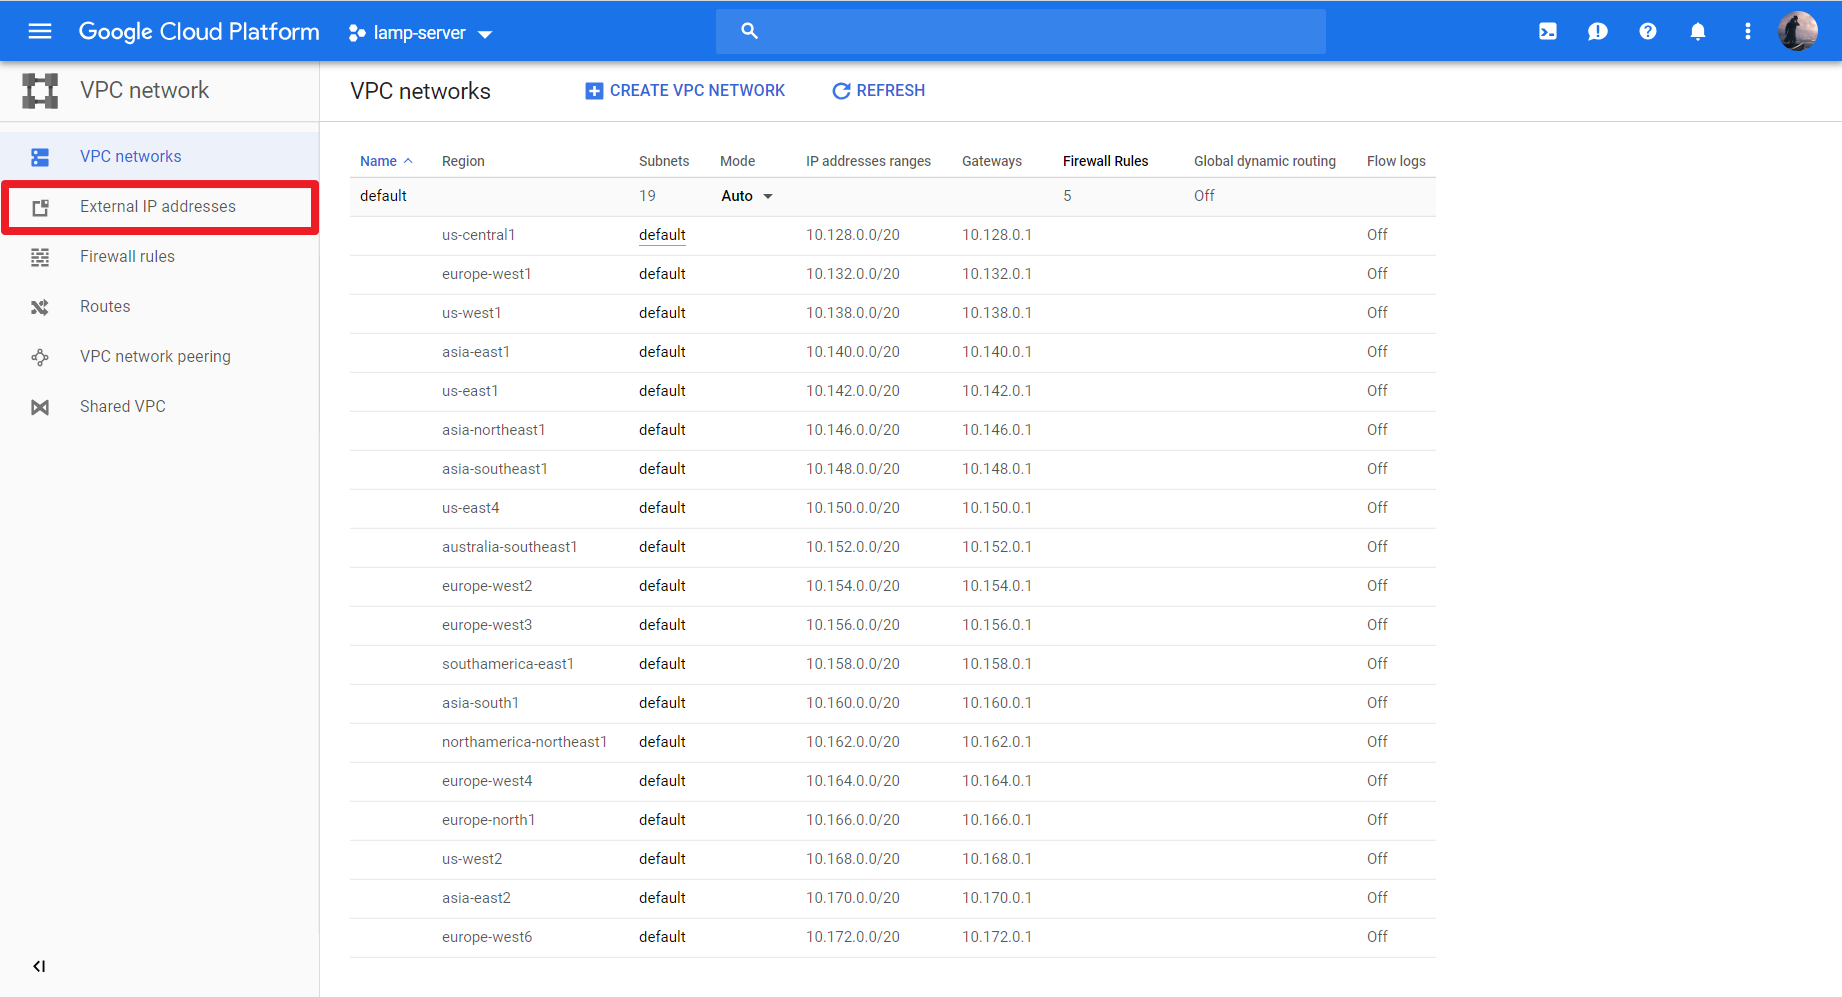 Google Cloud Platform lamp-server
VPC network
VPC networks CREATE VPC NETWORK REFRESH
VPC networks
External IP addresses
Firewall rules
Routes
VPC network peering
Shared VPC
Name Region Subnets Mode IP addresses ranges Gateways Firewall Rules Global dynamic routing Flow logs
default 19 Auto 5 Off
us-central1 default 10.128.0.0/20 10.128.0.1 Off
europe-west1 default 10.132.0.0/20 10.132.0.1 Off
us-west1 default 10.138.0.0/20 10.138.0.1 Off
asia-east1 default 10.140.0.0/20 10.140.0.1 Off
us-east1 default 10.142.0.0/20 10.142.0.1 Off
asia-northeast1 default 10.146.0.0/20 10.146.0.1 Off
asia-southeast1 default 10.148.0.0/20 10.148.0.1 Off
us-east4 default 10.150.0.0/20 10.150.0.1 Off
australia-southeast1 default 10.152.0.0/20 10.152.0.1 Off
europe-west2 default 10.154.0.0/20 10.154.0.1 Off
europe-west3 default 10.156.0.0/20 10.156.0.1 Off
southamerica-east1 default 10.158.0.0/20 10.158.0.1 Off
asia-south1 default 10.160.0.0/20 10.160.0.1 Off
northamerica-northeast1 default 10.162.0.0/20 10.162.0.1 Off
europe-west4 default 10.164.0.0/20 10.164.0.1 Off
europe-north1 default 10.166.0.0/20 10.166.0.1 Off
us-west2 default 10.168.0.0/20 10.168.0.1 Off
asia-east2 default 10.170.0.0/20 10.170.0.1 Off
europe-west6 default 10.172.0.0/20 10.172.0.1 Off